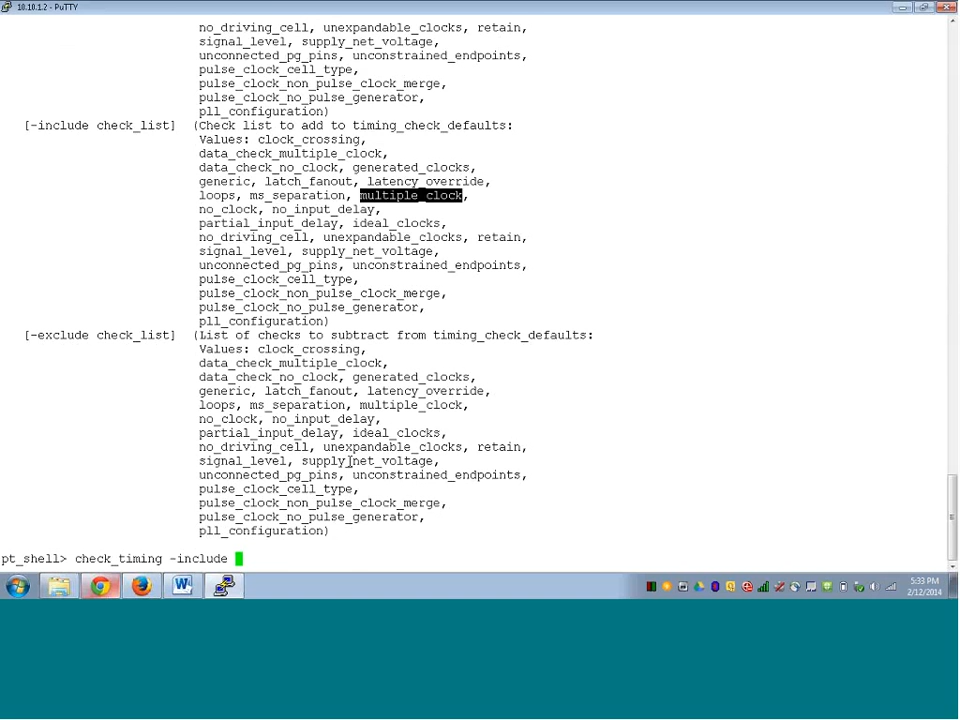 10.10.1.2 - PuTTY
no_driving_cell, unexpandable_clocks, retain,
signal_level, supply_net_voltage,
unconnected_pg_pins, unconstrained_endpoints,
pulse_clock_cell_type,
pulse_clock_non_pulse_clock_merge,
pulse_clock_no_pulse_generator,
pll_configuration)
[-include check_list] (Check list to add to timing_check_defaults:
Values: clock_crossing,
data_check_multiple_clock,
data_check_no_clock, generated_clocks,
generic, latch_fanout, latency_override,
loops, ms_separation, multiple_clock,
no_clock, no_input_delay,
partial_input_delay, ideal_clocks,
no_driving_cell, unexpandable_clocks, retain,
signal_level, supply_net_voltage,
unconnected_pg_pins, unconstrained_endpoints,
pulse_clock_cell_type,
pulse_clock_non_pulse_clock_merge,
pulse_clock_no_pulse_generator,
pll_configuration)
[-exclude check_list] (List of checks to subtract from timing_check_defaults:
Values: clock_crossing,
data_check_multiple_clock,
data_check_no_clock, generated_clocks,
generic, latch_fanout, latency_override,
loops, ms_separation, multiple_clock,
no_clock, no_input_delay,
partial_input_delay, ideal_clocks,
no_driving_cell, unexpandable_clocks, retain,
signal_level, supply_net_voltage,
unconnected_pg_pins, unconstrained_endpoints,
pulse_clock_cell_type,
pulse_clock_non_pulse_clock_merge,
pulse_clock_no_pulse_generator,
pll_configuration)
pt_shell> check_timing -include
5:33 PM
2/12/2014